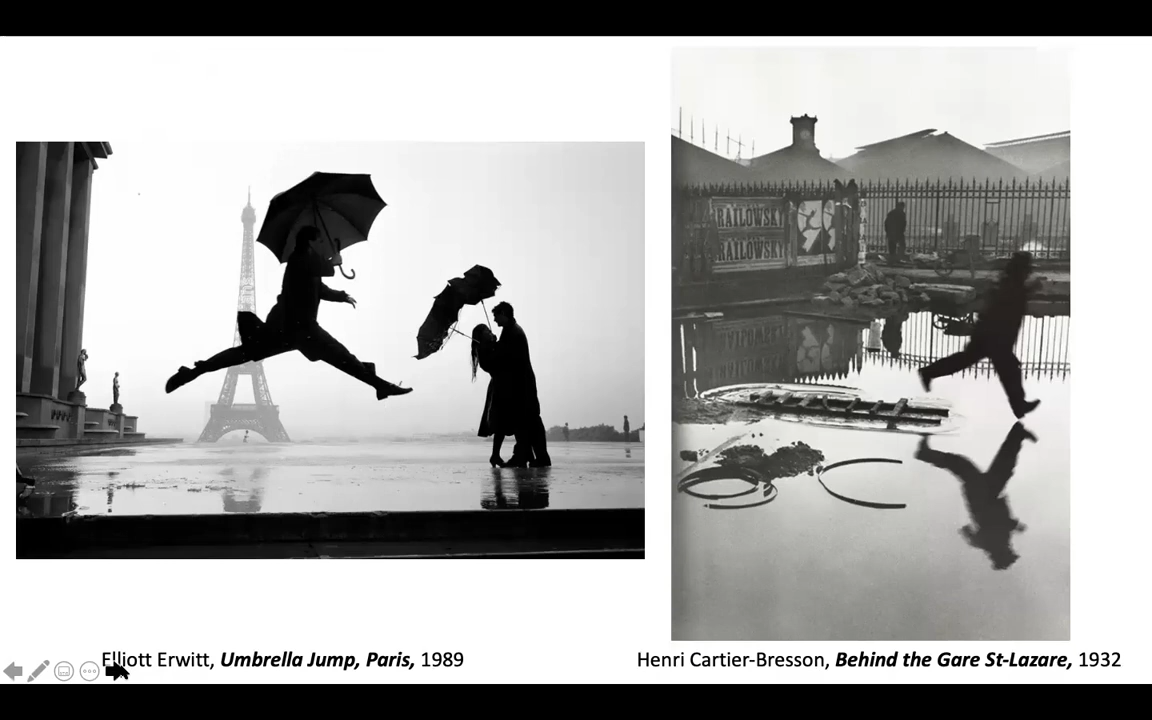 RAILOWSKY
RAILOWSKY
Elliott Erwitt, Umbrella Jump, Paris, 1989
Henri Cartier-Bresson, Behind the Gare St-Lazare, 1932